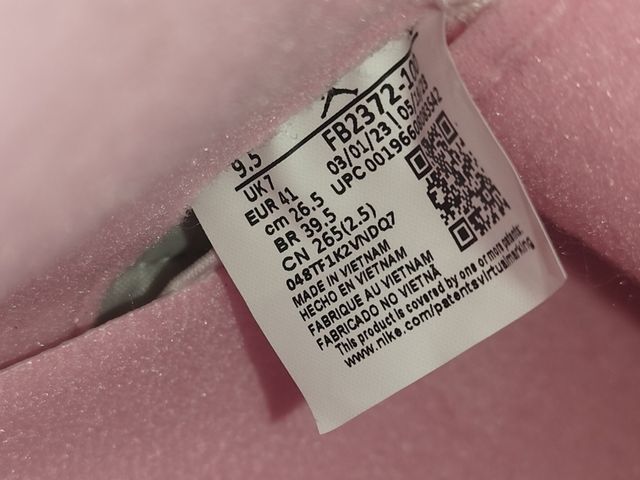 9.5
UK 7
EUR 41
cm 26.5
BR 39.5
CN 265(2.5)
FB2372-10
03/01/23 | 05/
UPC 001966
048TF1K2VNDQ7
MADE IN VIETNAM
HECHO EN VIETNAM
FABRIQUE AU VIETNAM
FABRICADO NO VIETNÃ
This product is covered by one or more patents:
www.nike.com/patentsvirtualmarking